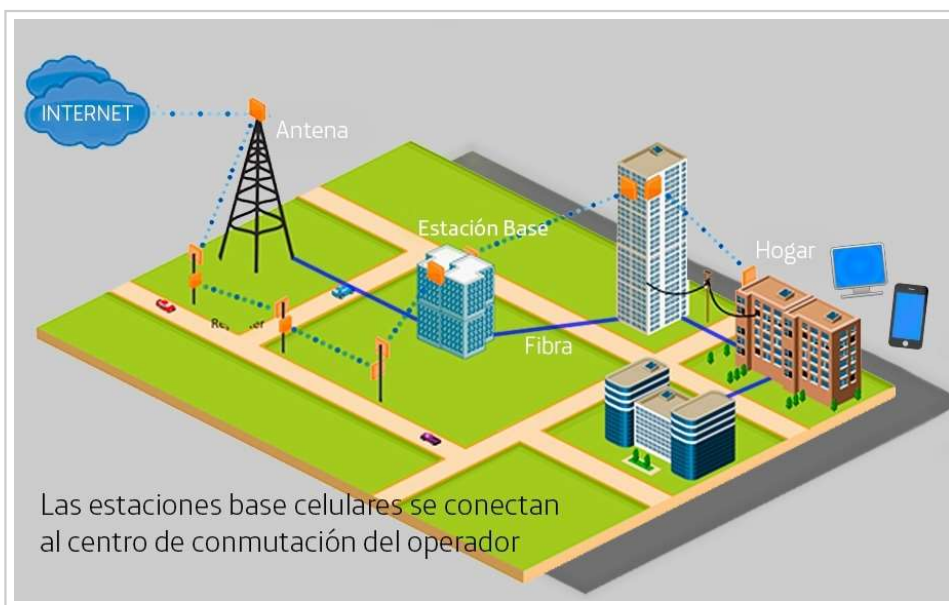 INTERNET
Antena
Estación Base
Hogar
Fibra
Las estaciones base celulares se conectan
al centro de conmutación del operador